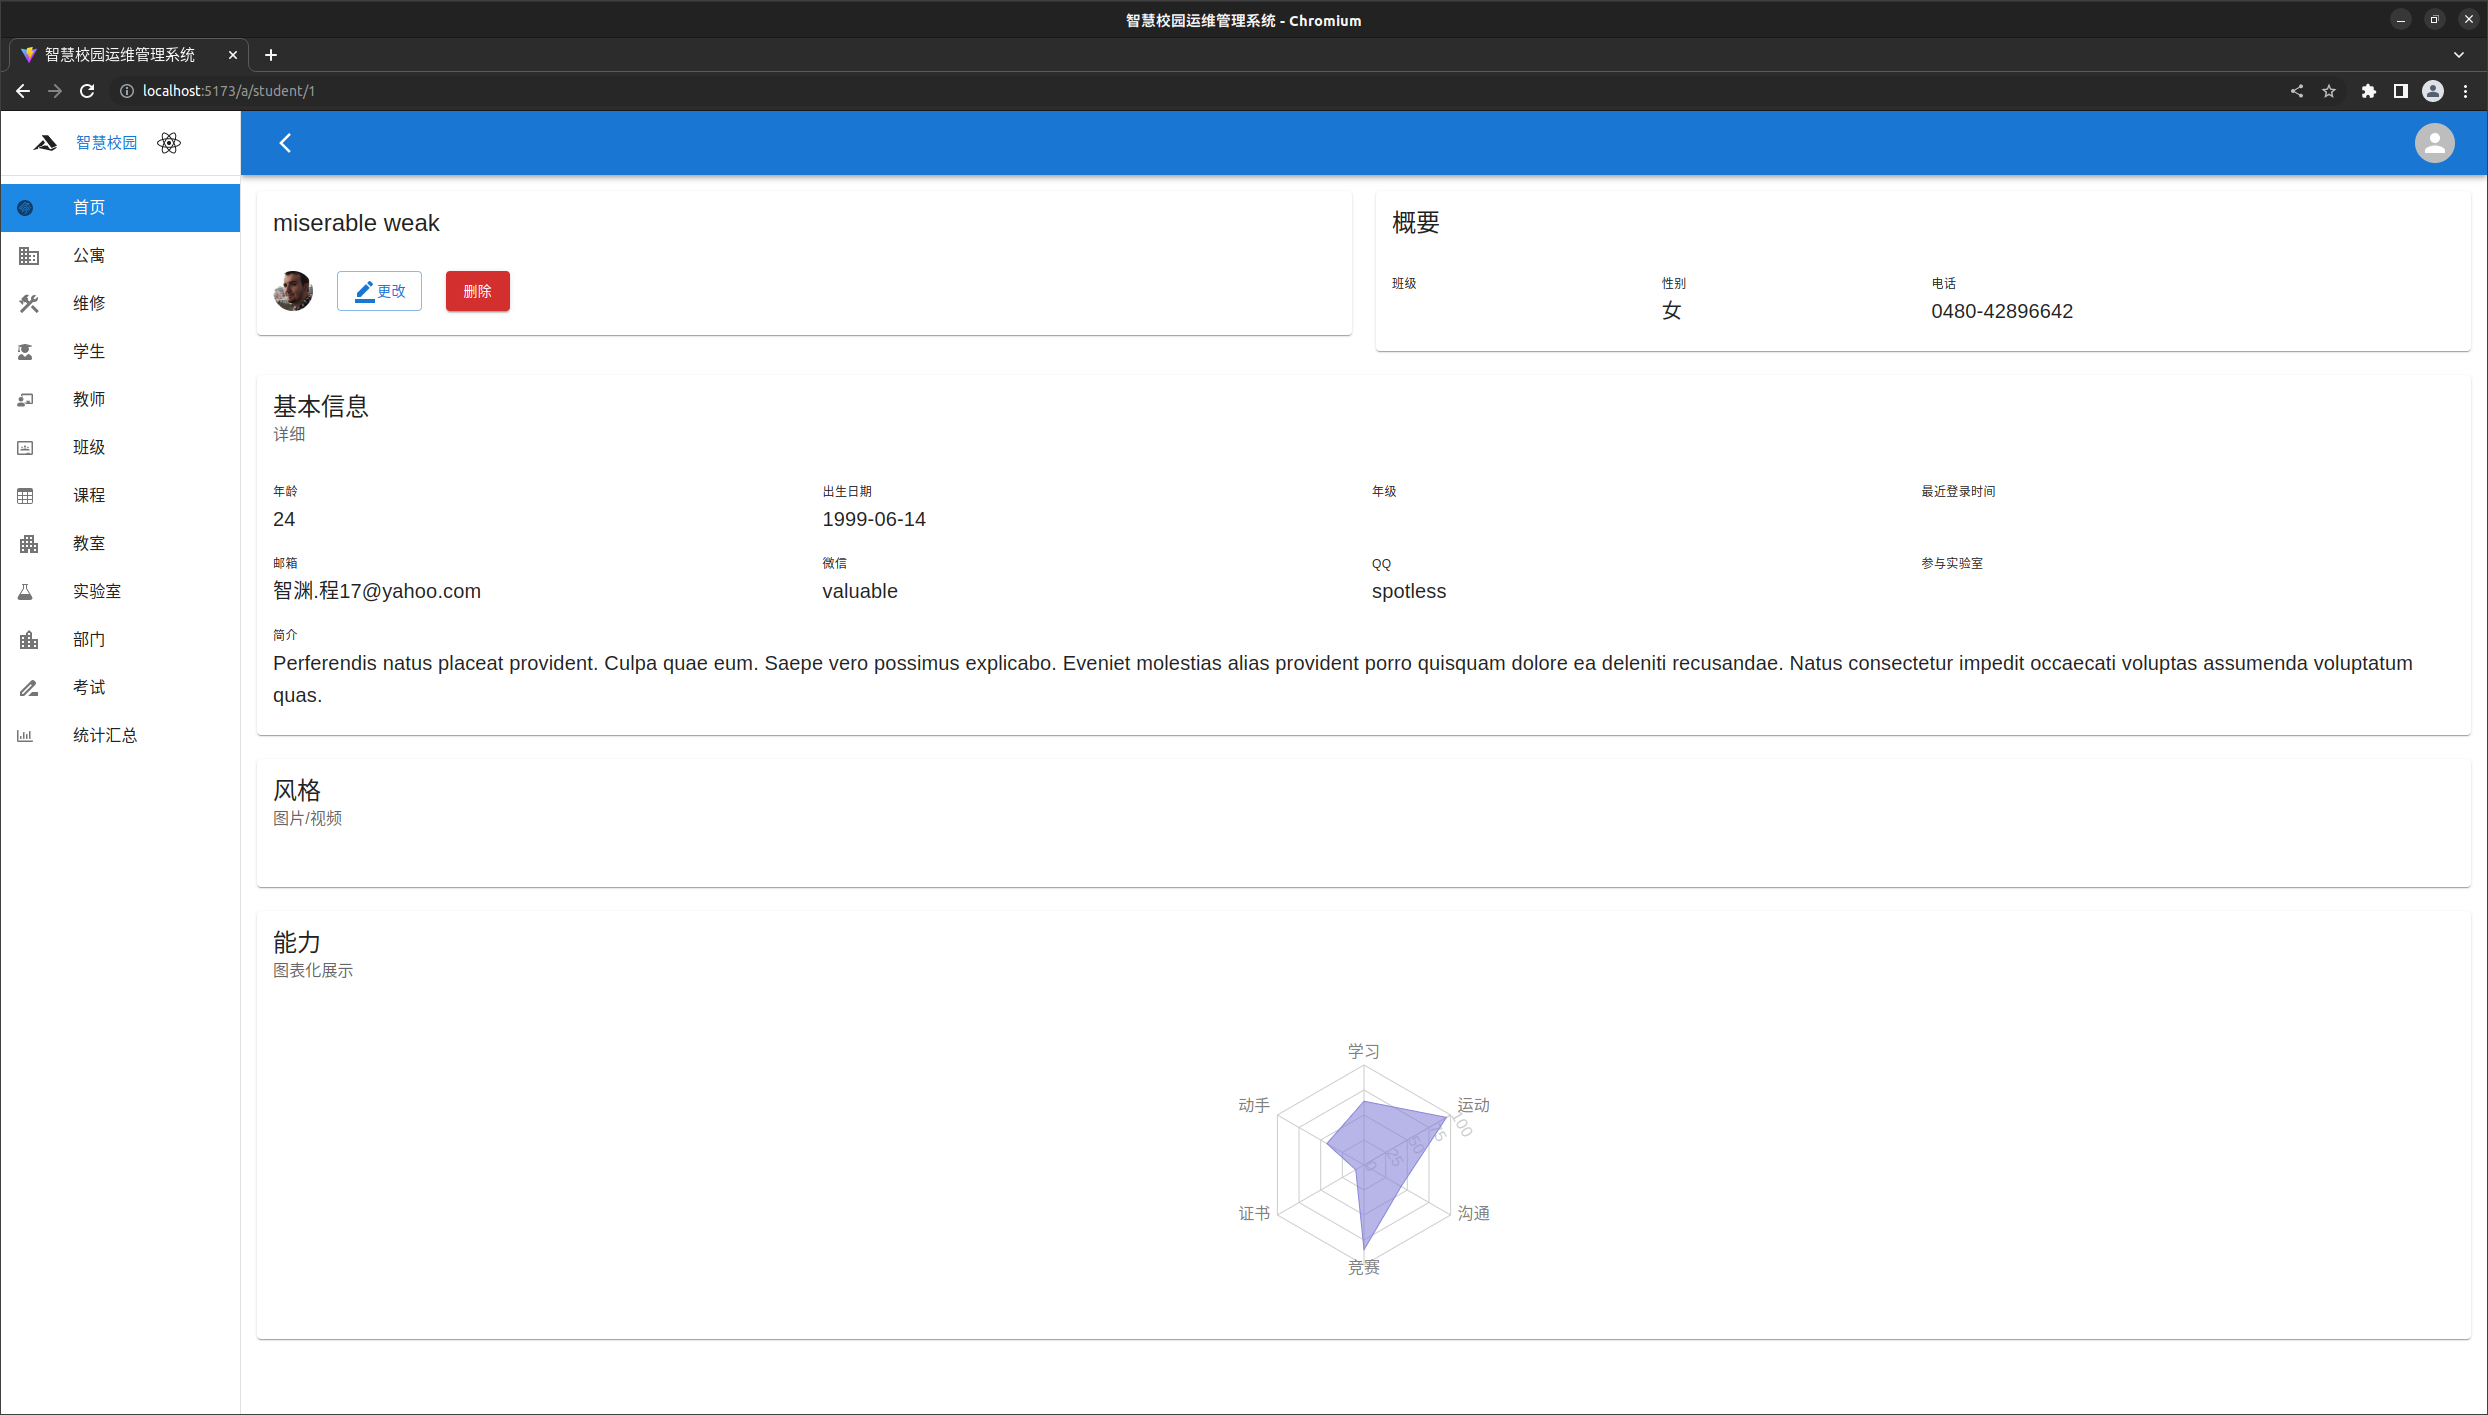 智慧校园运维管理系统 - Chromium
智慧校园运维管理系统
localhost:5173/a/student/1
智慧校园
首页
公寓
维修
学生
教师
班级
课程
教室
实验室
部门
考试
统计汇总
miserable weak
更改 删除
概要
班级 性别 电话
女 0480-42896642
基本信息
详细
年龄 出生日期 年级 最近登录时间
24 1999-06-14
邮箱 微信 QQ 参与实验室
智渊.程17@yahoo.com valuable spotless
简介
Perferendis natus placeat provident. Culpa quae eum. Saepe vero possimus explicabo. Eveniet molestias alias provident porro quisquam dolore ea deleniti recusandae. Natus consectetur impedit occaecati voluptas assumenda voluptatum
quas.
风格
图片/视频
能力
图表化展示
学习
动手 运动
0 25 50 75 100
证书 沟通
竞赛